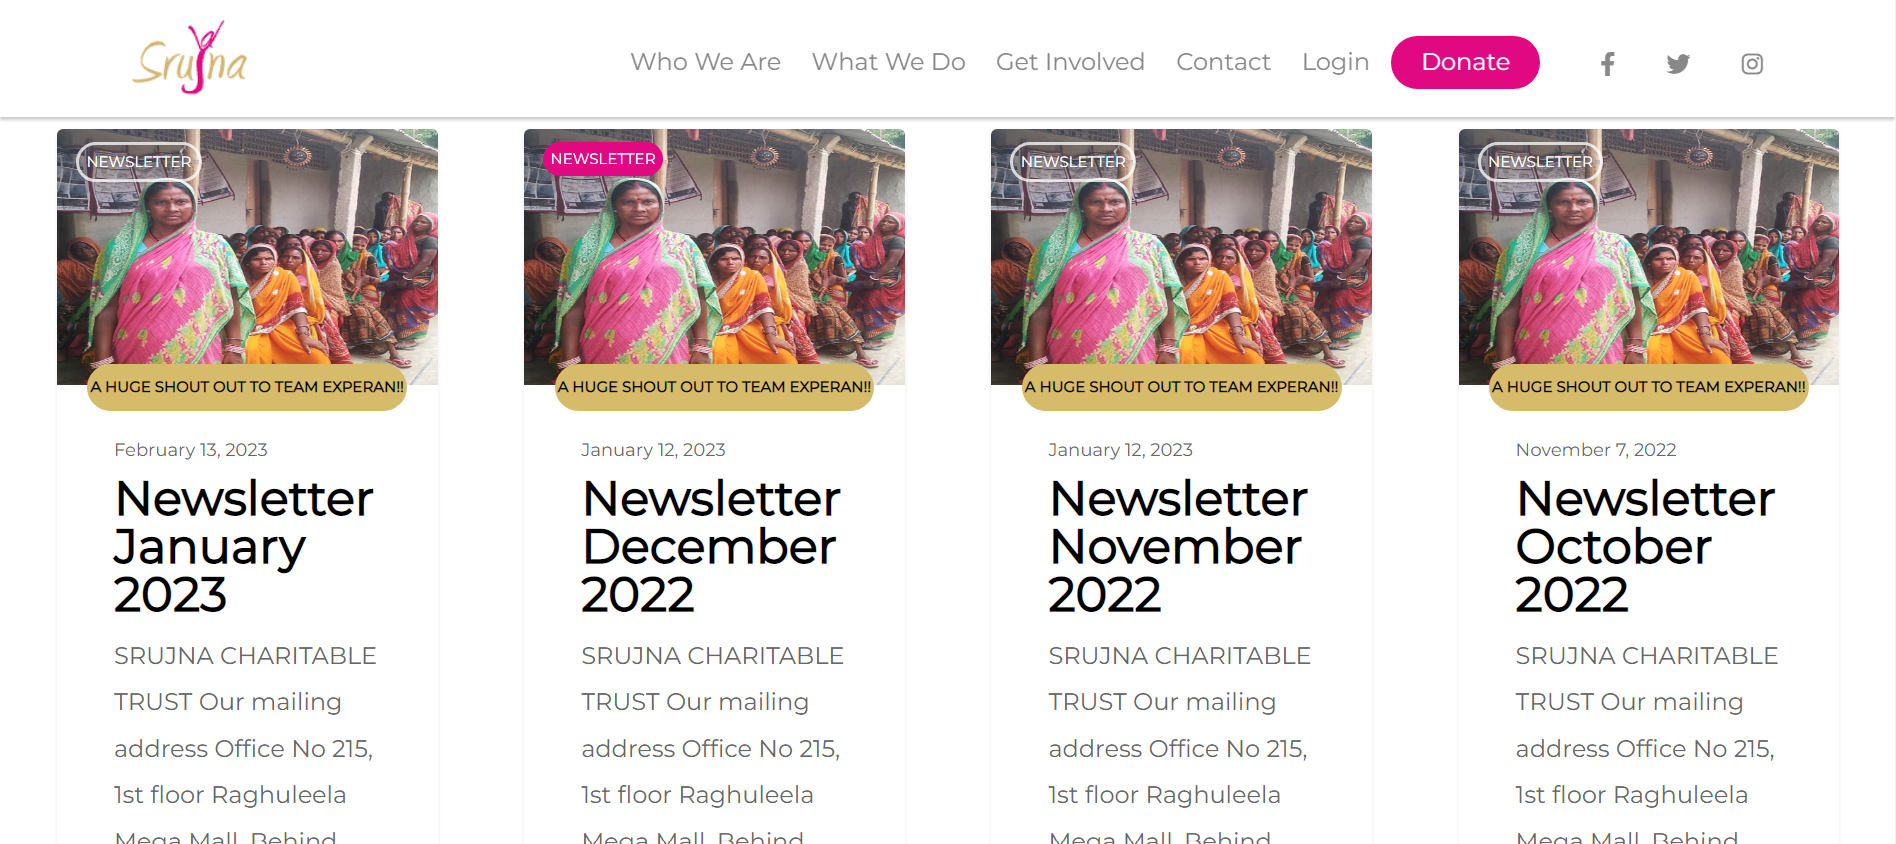 Srujna
Who We Are
What We Do
Get Involved
Contact
Login
Donate
NEWSLETTER
A HUGE SHOUT OUT TO TEAM EXPERAN!!
February 13, 2023
Newsletter
January
2023
SRUJNA CHARITABLE
TRUST Our mailing
address Office No 215,
1st floor Raghuleela
Mega Mall, Behind
NEWSLETTER
A HUGE SHOUT OUT TO TEAM EXPERAN!!
January 12, 2023
Newsletter
December
2022
SRUJNA CHARITABLE
TRUST Our mailing
address Office No 215,
1st floor Raghuleela
Mega Mall, Behind
NEWSLETTER
A HUGE SHOUT OUT TO TEAM EXPERAN!!
January 12, 2023
Newsletter
November
2022
SRUJNA CHARITABLE
TRUST Our mailing
address Office No 215,
1st floor Raghuleela
Mega Mall, Behind
NEWSLETTER
A HUGE SHOUT OUT TO TEAM EXPERAN!!
November 7, 2022
Newsletter
October
2022
SRUJNA CHARITABLE
TRUST Our mailing
address Office No 215,
1st floor Raghuleela
Mega Mall, Behind